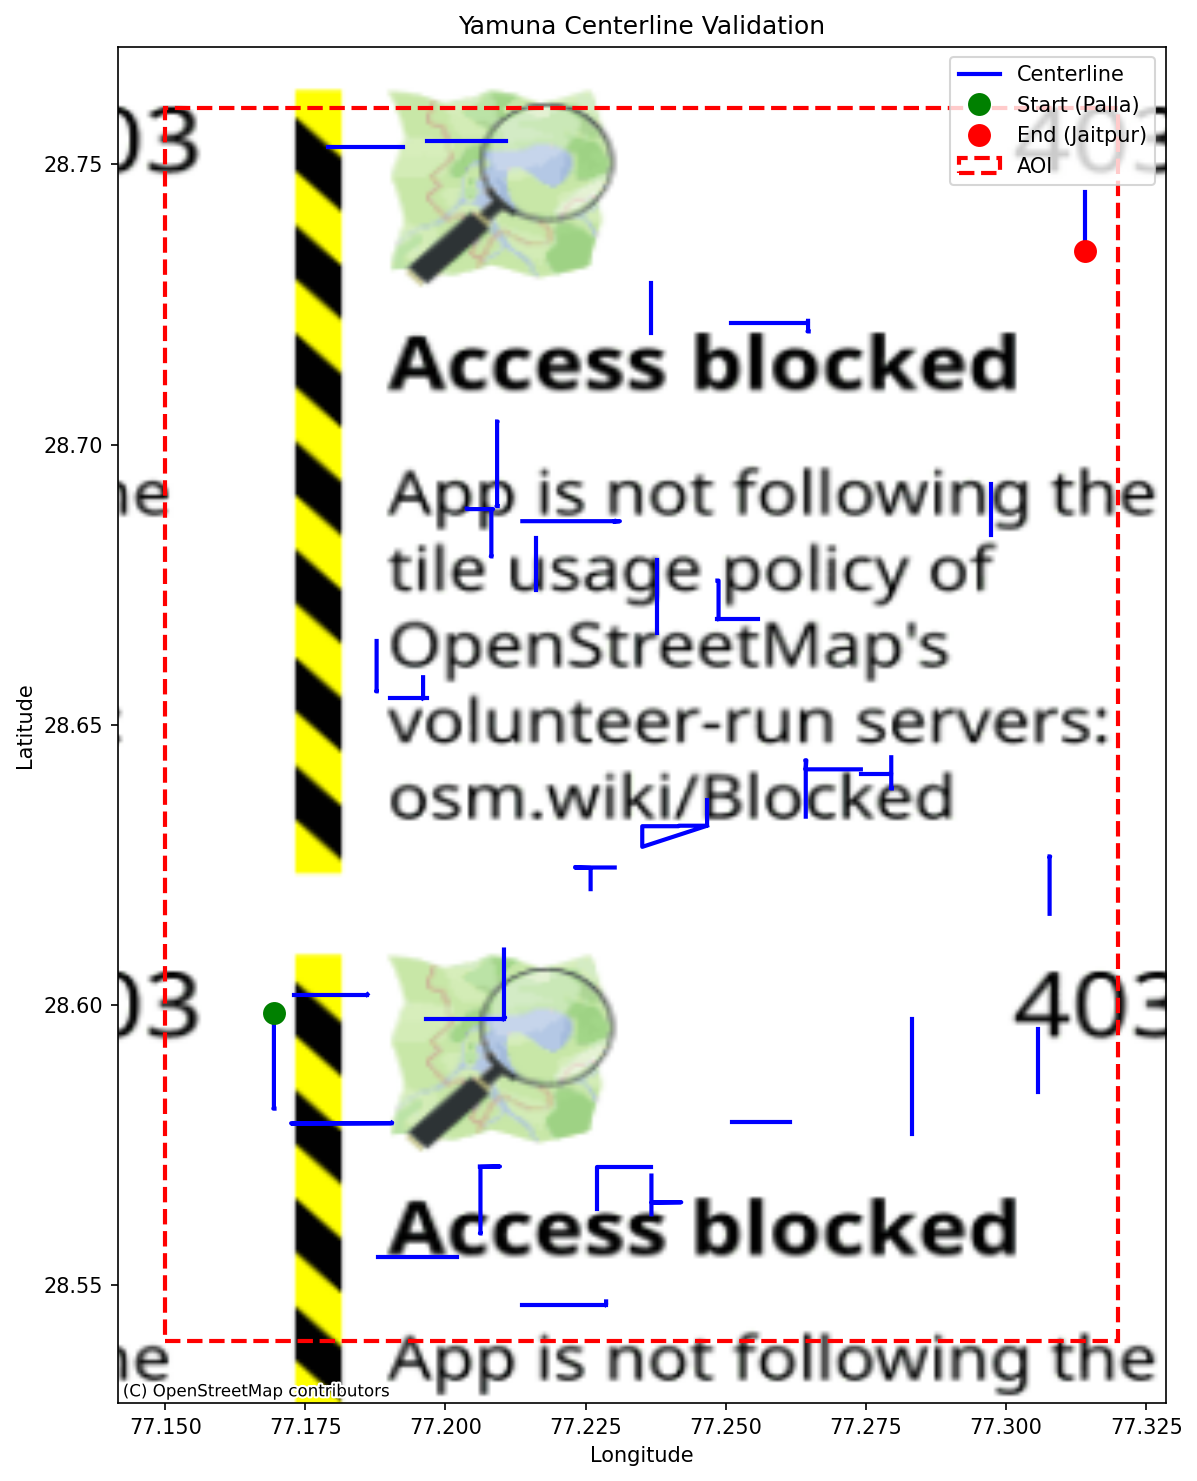 Yamuna Centerline Validation
Centerline
Start (Palla)
End (Jaitpur)
AOI
03
403
28.75
Access blocked
28.70
App is not following the
tile usage policy of
OpenStreetMap's
Latitude
28.65
volunteer-run servers:
osm.wiki/Blocked
03
403
28.60
Access blocked
28.55
App is not following the
(C) OpenStreetMap contributors
77.150 77.175 77.200 77.225 77.250 77.275 77.300 77.325
Longitude